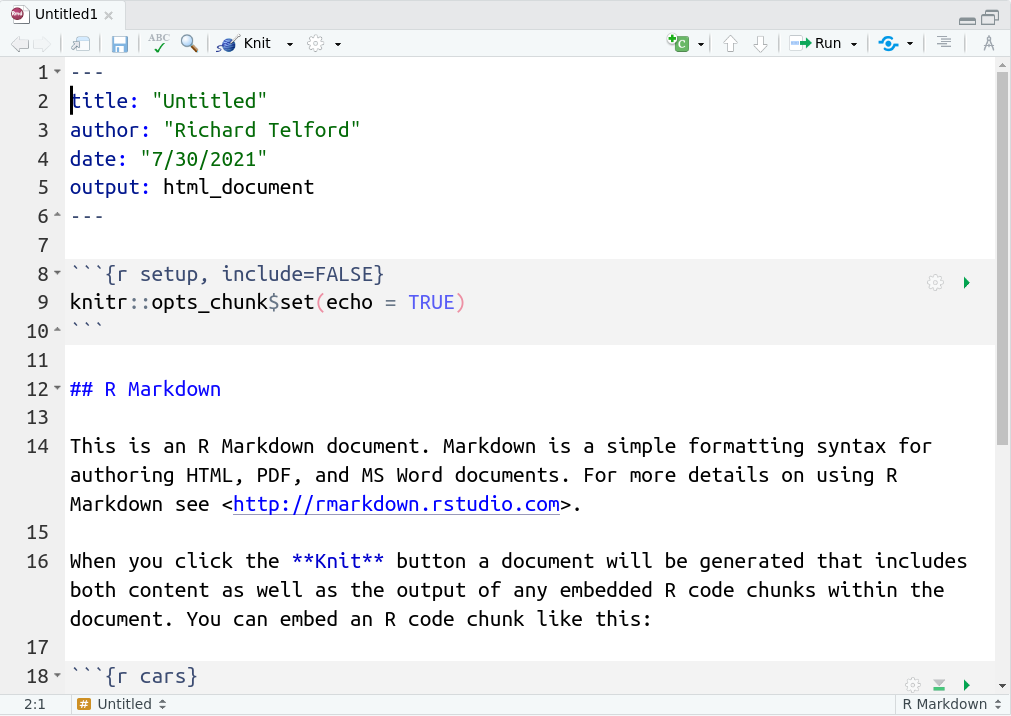 Untitled1
ABC Knit Run
1 ---
2 title: "Untitled"
3 author: "Richard Telford"
4 date: "7/30/2021"
5 output: html_document
6 ---
7
8 ```{r setup, include=FALSE}
9 knitr::opts_chunk$set(echo = TRUE)
10 ```
11
12 ## R Markdown
13
14 This is an R Markdown document. Markdown is a simple formatting syntax for
authoring HTML, PDF, and MS Word documents. For more details on using R
Markdown see <http://rmarkdown.rstudio.com>.
15
16 When you click the **Knit** button a document will be generated that includes
both content as well as the output of any embedded R code chunks within the
document. You can embed an R code chunk like this:
17
18 ```{r cars}
2:1 # Untitled R Markdown